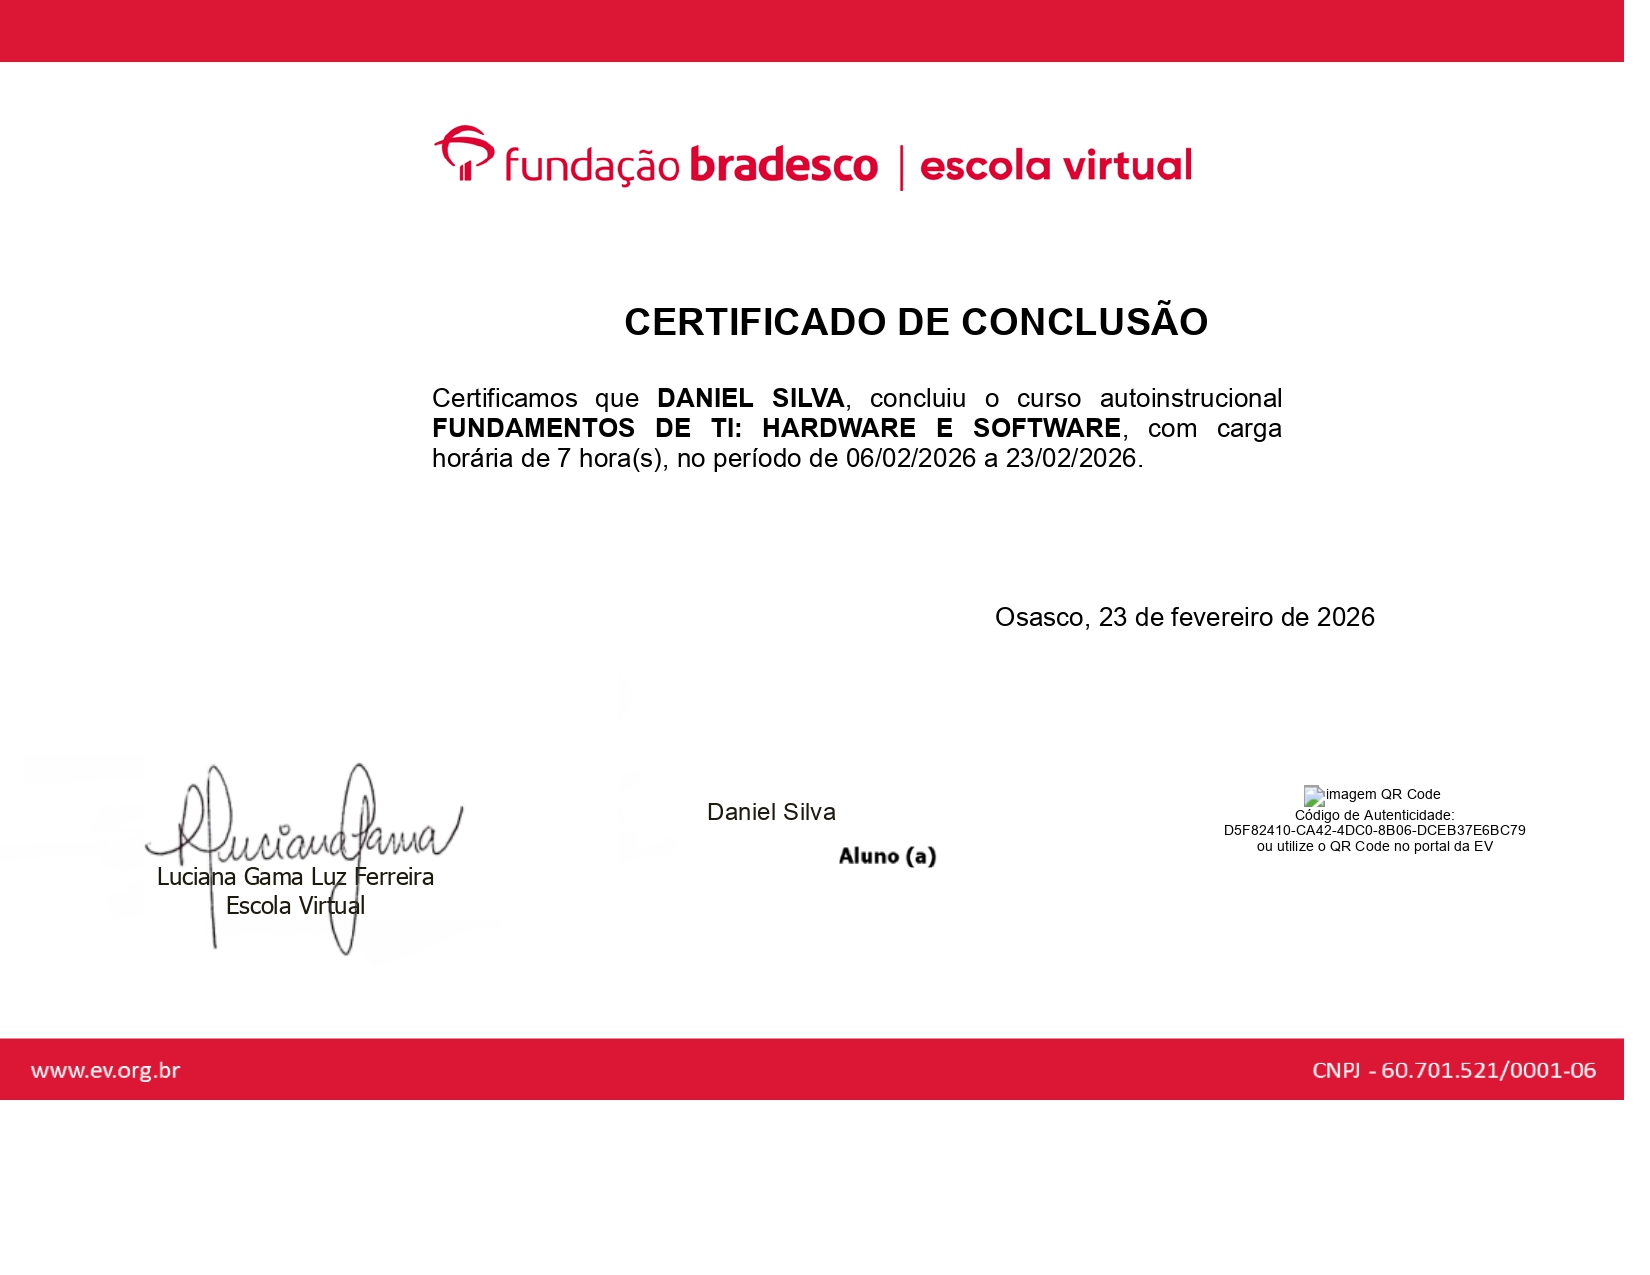 fundação bradesco | escola virtual
CERTIFICADO DE CONCLUSÃO
Certificamos que DANIEL SILVA, concluiu o curso autoinstrucional
FUNDAMENTOS DE TI: HARDWARE E SOFTWARE, com carga
horária de 7 hora(s), no período de 06/02/2026 a 23/02/2026.
Osasco, 23 de fevereiro de 2026
Luciana Gama
Luciana Gama Luz Ferreira
Escola Virtual
Daniel Silva
Aluno (a)
imagem QR Code
Código de Autenticidade:
D5F82410-CA42-4DC0-8B06-DCEB37E6BC79
ou utilize o QR Code no portal da EV
www.ev.org.br
CNPJ - 60.701.521/0001-06